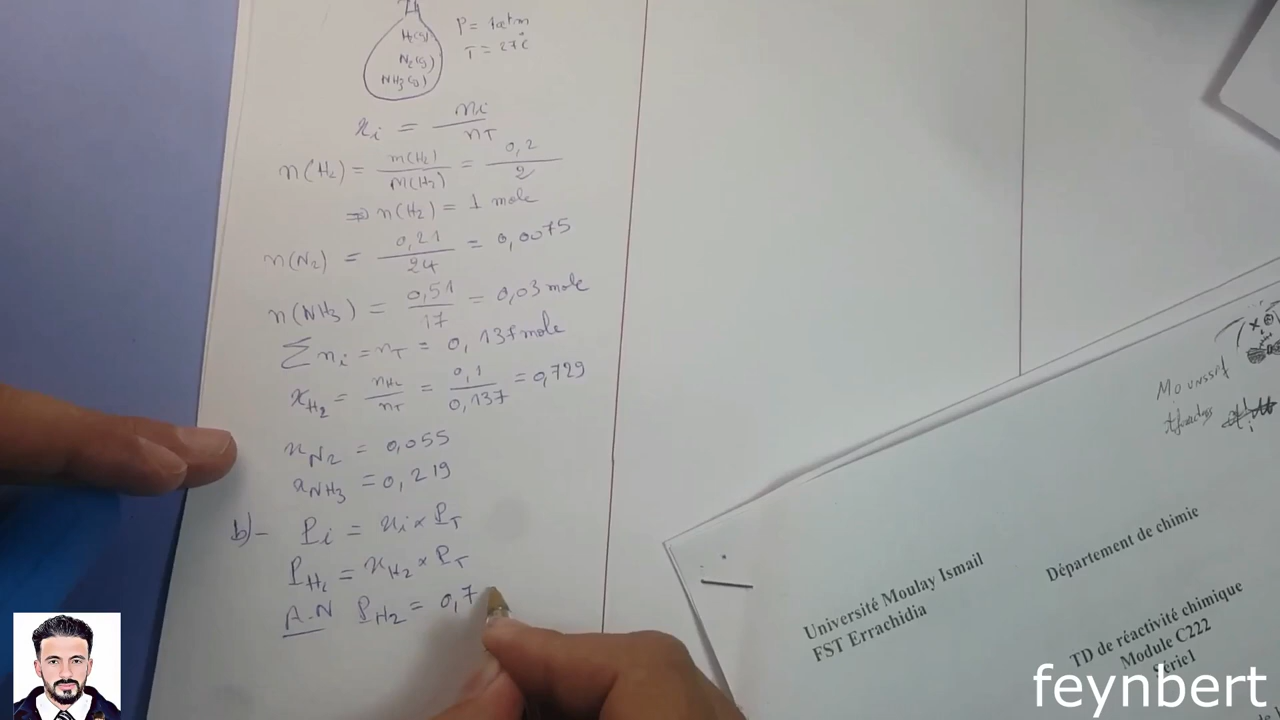 H₂(g)
N₂(g)
NH₃(g)
P = 1atm
T = 27°C
xi = ni / nT
n(H₂) = m(H₂) / M(H₂) = 0,2 / 2
⇒ n(H₂) = 1 mole
n(N₂) = 0,21 / 24 = 0,0075
n(NH₃) = 0,51 / 17 = 0,03 mole
∑ ni = nT = 0,137 mole
xH₂ = nH₂ / nT = 0,1 / 0,137 = 0,729
xN₂ = 0,055
xNH₃ = 0,219
b)- Pi = xi × PT
PH₂ = xH₂ × PT
A.N PH₂ = 0,7
Université Moulay Ismail
FST Errachidia
Département de chimie
TD de réactivité chimique
Module C222
Série1
feynbert